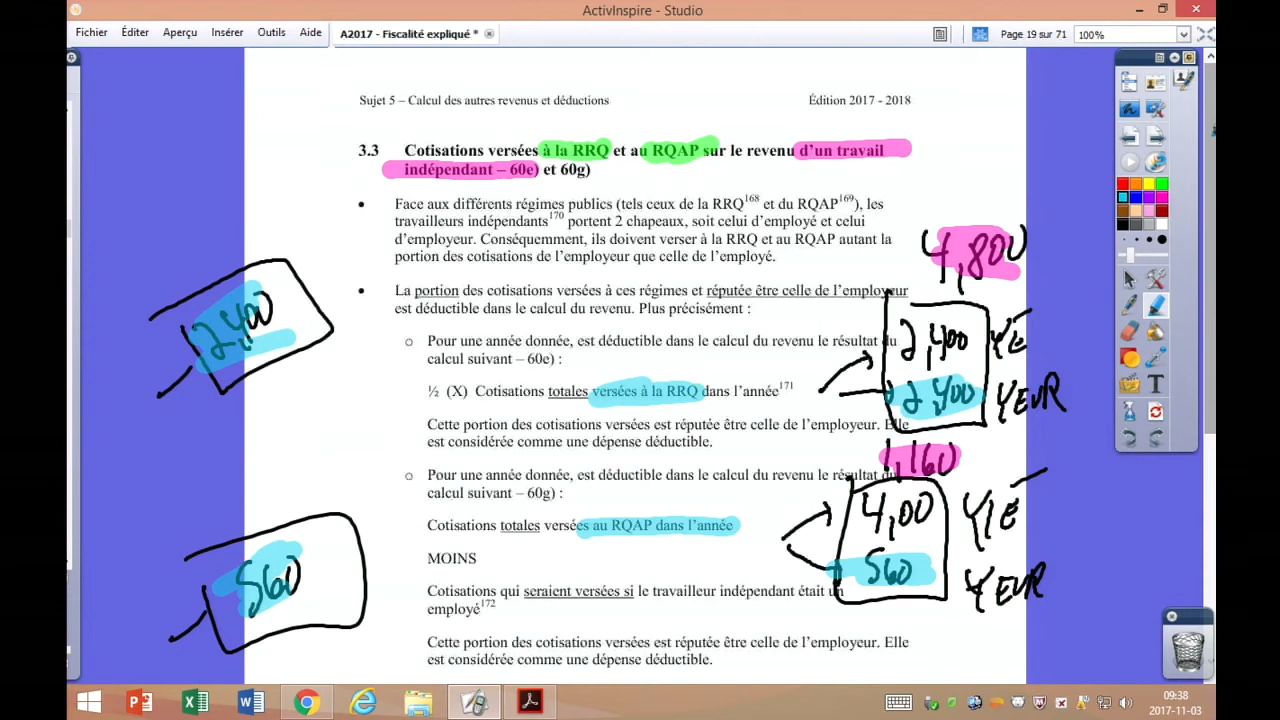 ActivInspire - Studio
Fichier Éditer Aperçu Insérer Outils Aide A2017 - Fiscalité expliqué * Page 19 sur 71 100%
Sujet 5 – Calcul des autres revenus et déductions Édition 2017 - 2018
3.3 Cotisations versées à la RRQ et au RQAP sur le revenu d’un travail
indépendant – 60e) et 60g)
• Face aux différents régimes publics (tels ceux de la RRQ168 et du RQAP169), les
travailleurs indépendants170 portent 2 chapeaux, soit celui d’employé et celui
d’employeur. Conséquemment, ils doivent verser à la RRQ et au RQAP autant la
portion des cotisations de l’employeur que celle de l’employé.
4,800
• La portion des cotisations versées à ces régimes et réputée être celle de l’employeur
est déductible dans le calcul du revenu. Plus précisément :
2,400
2,400 YÉ
o Pour une année donnée, est déductible dans le calcul du revenu le résultat du
calcul suivant – 60e) :
½ (X) Cotisations totales versées à la RRQ dans l’année171
2,400 YEUR
Cette portion des cotisations versées est réputée être celle de l’employeur. Elle
est considérée comme une dépense déductible.
1,160
o Pour une année donnée, est déductible dans le calcul du revenu le résultat du
calcul suivant – 60g) :
4,00 YÉ
Cotisations totales versées au RQAP dans l’année
MOINS
560
560 YEUR
Cotisations qui seraient versées si le travailleur indépendant était un
employé172
Cette portion des cotisations versées est réputée être celle de l’employeur. Elle
est considérée comme une dépense déductible.
09:38
2017-11-03